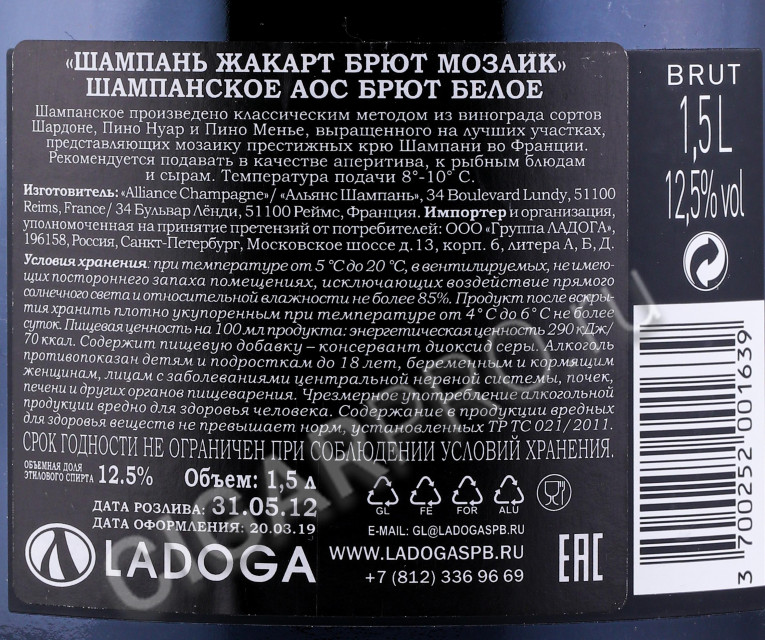 «ШАМПАНЬ ЖАКАРТ БРЮТ МОЗАИК»
ШАМПАНСКОЕ АОС БРЮТ БЕЛОЕ
Шампанское произведено классическим методом из винограда сортов
Шардоне, Пино Нуар и Пино Менье, выращенного на лучших участках,
представляющих мозаику престижных крю Шампани во Франции.
Рекомендуется подавать в качестве аперитива, к рыбным блюдам
и сырам. Температура подачи 8°-10° С.
Изготовитель: «Alliance Champagne»/ «Альянс Шампань», 34 Boulevard Lundy, 51100
Reims, France/ 34 Бульвар Лёнди, 51100 Реймс, Франция. Импортер и организация,
уполномоченная на принятие претензий от потребителей: ООО «Группа ЛАДОГА»,
196158, Россия, Санкт-Петербург, Московское шоссе д.13, корп. 6, литера А, Б, Д.
Условия хранения: при температуре от 5 °С до 20 °С, в вентилируемых, не имею-
щих постороннего запаха помещениях, исключающих воздействие прямого
солнечного света и относительной влажности не более 85%. Продукт после вскры-
тия хранить плотно укупоренным при температуре от 4° С до 6° С не более
суток. Пищевая ценность на 100 мл продукта: энергетическая ценность 290 кДж/
70 ккал. Содержит пищевую добавку – консервант диоксид серы. Алкоголь
противопоказан детям и подросткам до 18 лет, беременным и кормящим
женщинам, лицам с заболеваниями центральной нервной системы, почек,
печени и других органов пищеварения. Чрезмерное употребление алкогольной
продукции вредно для здоровья человека. Содержание в продукции вредных
для здоровья веществ не превышает норм, установленных ТР ТС 021/2011.
СРОК ГОДНОСТИ НЕ ОГРАНИЧЕН ПРИ СОБЛЮДЕНИИ УСЛОВИЙ ХРАНЕНИЯ.
ОБЪЕМНАЯ ДОЛЯ
ЭТИЛОВОГО СПИРТА 12.5% Объем: 1,5 л
ДАТА РОЗЛИВА: 31.05.12
ДАТА ОФОРМЛЕНИЯ: 20.03.19
GL FE FOR ALU
E-MAIL: GL@LADOGASPB.RU
LADOGA
WWW.LADOGASPB.RU
+7 (812) 336 96 69
EAC
BRUT
1,5 L
12,5% vol
3 700252 001639
CIGARPRO.ru